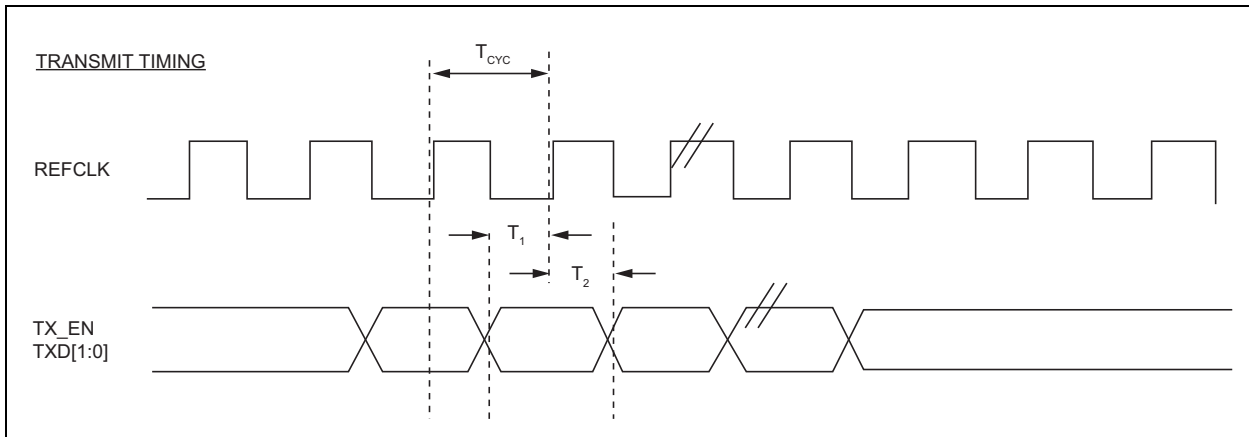 TRANSMIT TIMING
TCYC
REFCLK
T1
T2
TX_EN
TXD[1:0]